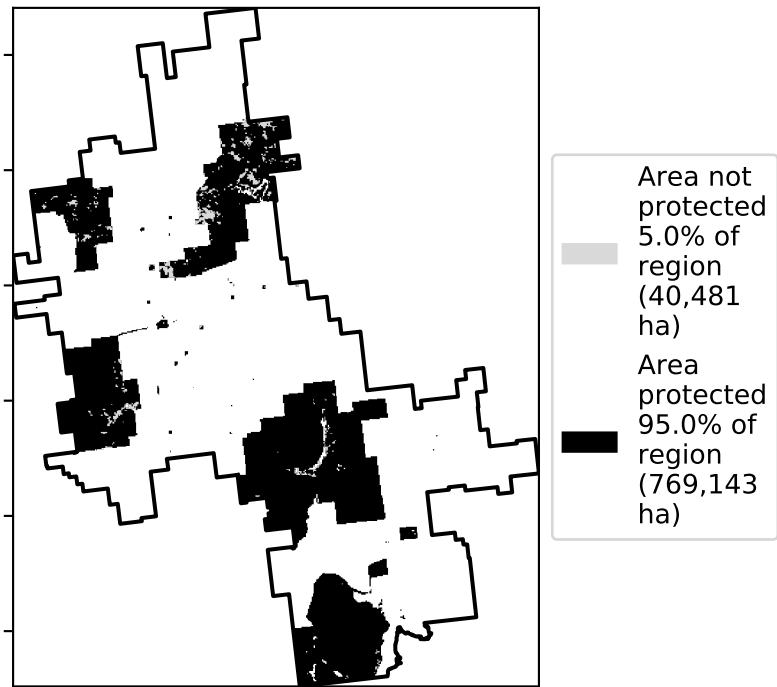 Area not
protected
5.0% of
region
(40,481
ha)
Area
protected
95.0% of
region
(769,143
ha)